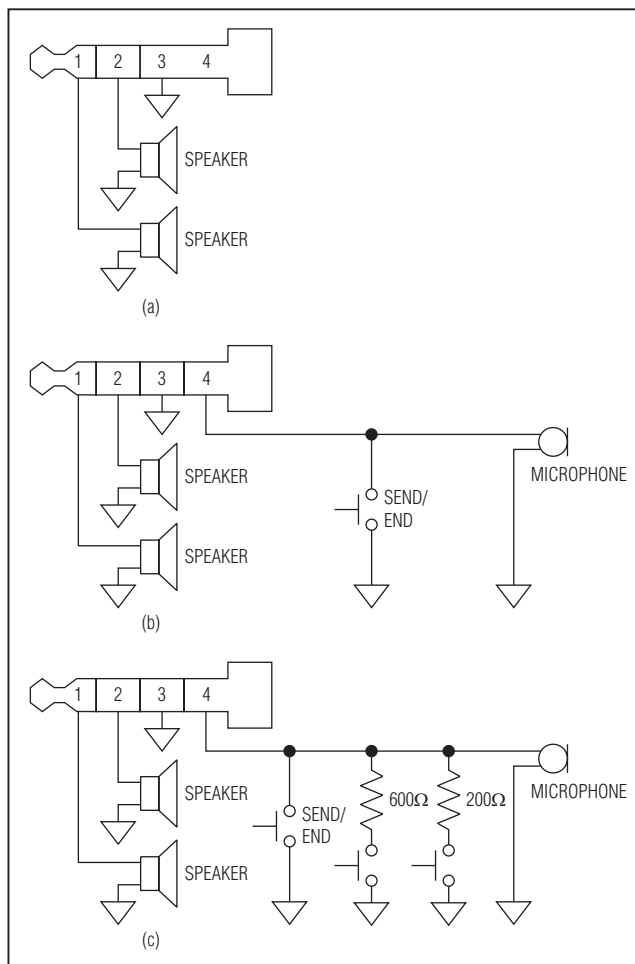 1 2 3 4
SPEAKER
SPEAKER
(a)
1 2 3 4
SPEAKER
SEND/
END
MICROPHONE
SPEAKER
(b)
1 2 3 4
SPEAKER
SEND/
END
600Ω
200Ω
MICROPHONE
SPEAKER
(c)